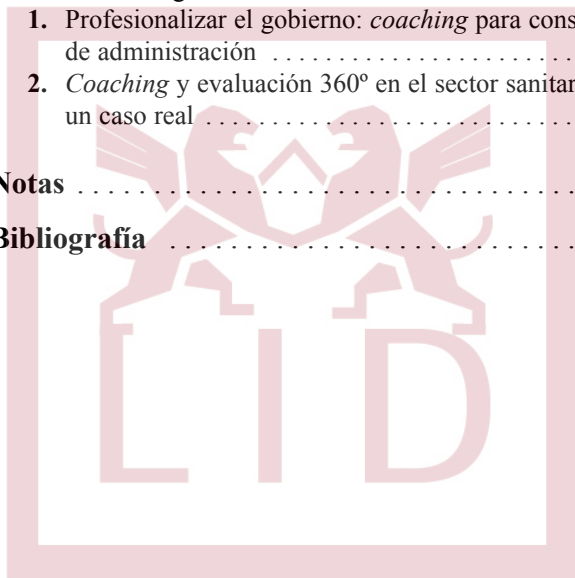 1. Profesionalizar el gobierno: coaching para cons
de administración . . . . . . . . . . . . . . . . . . . . . . . . .
2. Coaching y evaluación 360º en el sector sanitar
un caso real . . . . . . . . . . . . . . . . . . . . . . . . . . . . . .
Notas . . . . . . . . . . . . . . . . . . . . . . . . . . . . . . . . .
Bibliografía . . . . . . . . . . . . . . . . . . . . . . . . . . .
LID